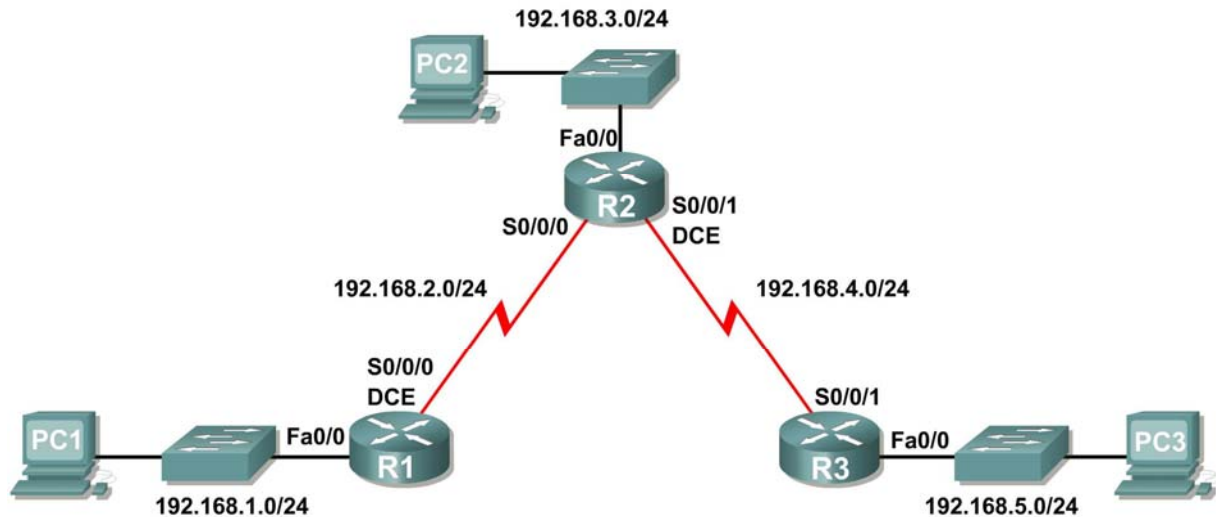 192.168.3.0/24
PC2
Fa0/0
R2
S0/0/0
S0/0/1
DCE
192.168.2.0/24
192.168.4.0/24
S0/0/0
DCE
S0/0/1
PC1
Fa0/0
R1
R3
Fa0/0
PC3
192.168.1.0/24
192.168.5.0/24